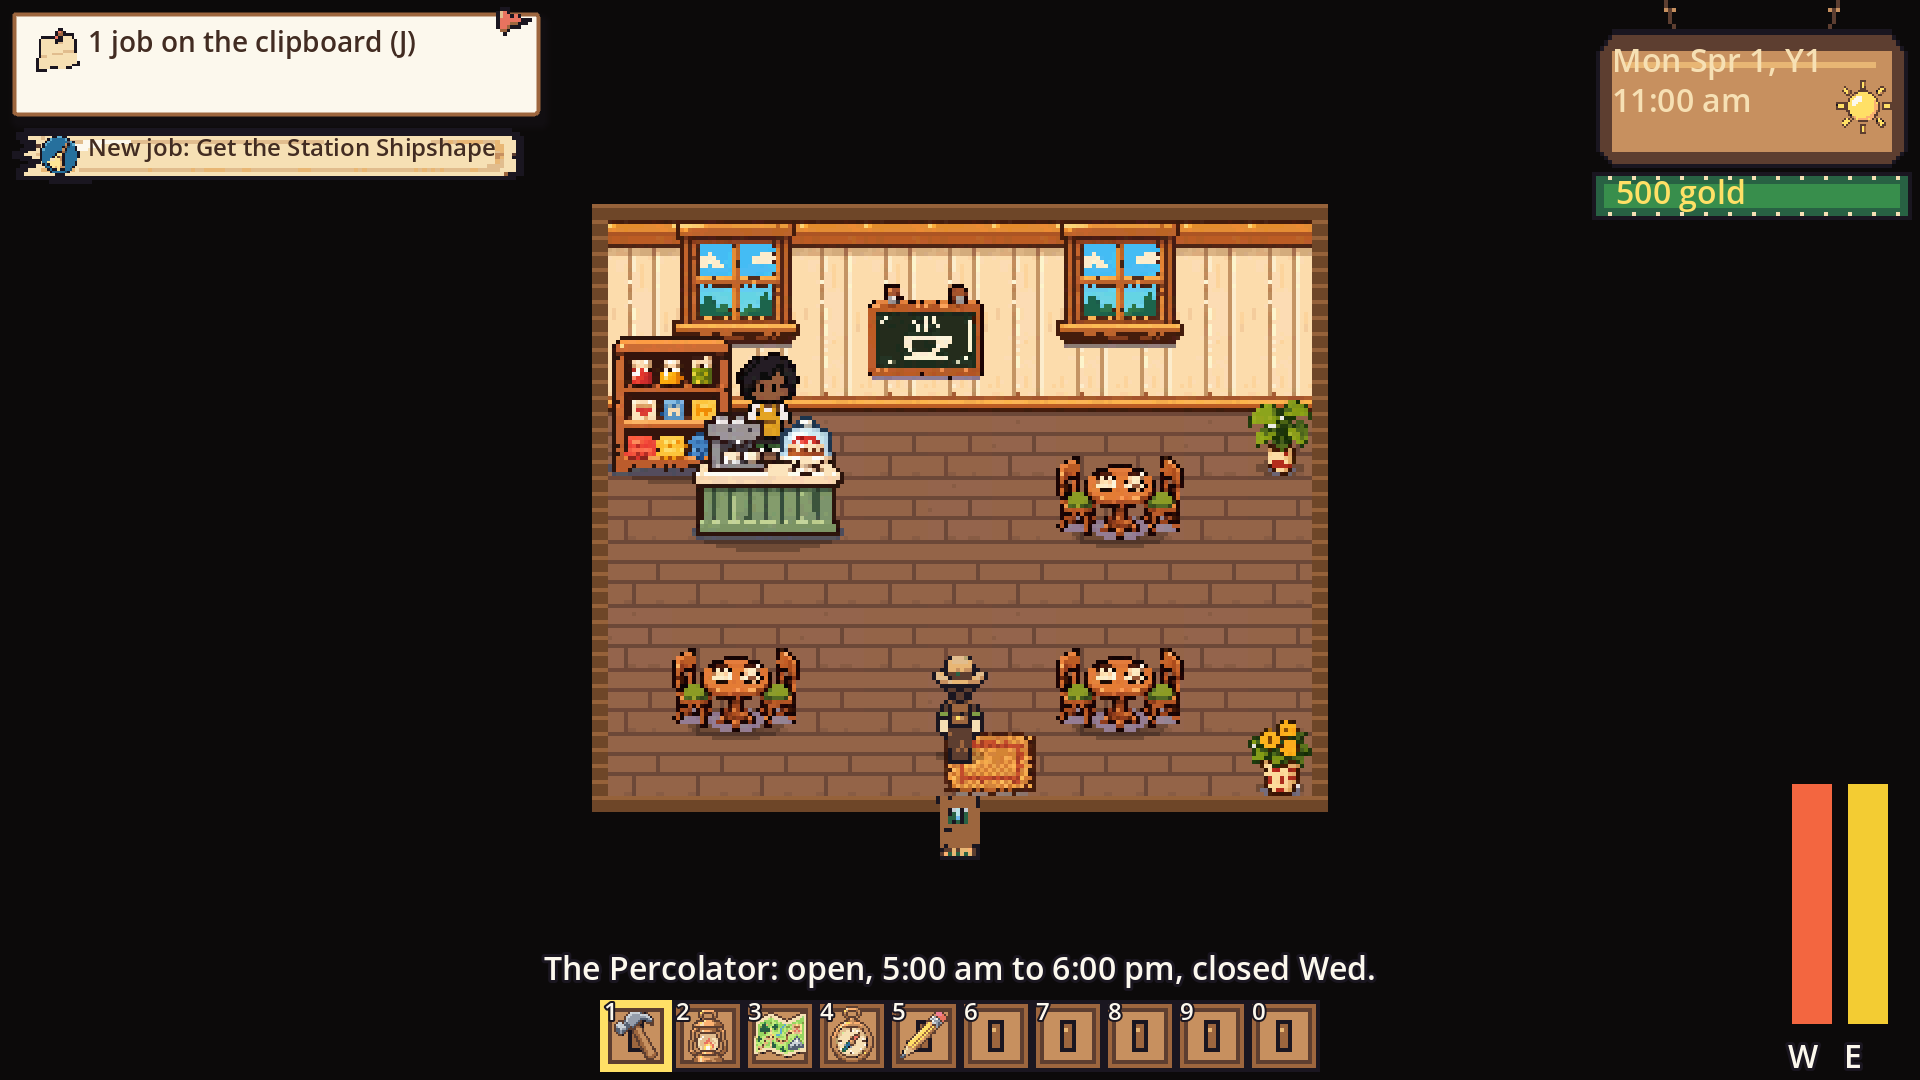 1 job on the clipboard (J)
New job: Get the Station Shipshape
Mon Spr 1, Y1
11:00 am
500 gold
The Percolator: open, 5:00 am to 6:00 pm, closed Wed.
1 2 3 4 5 6 7 8 9 0
W E